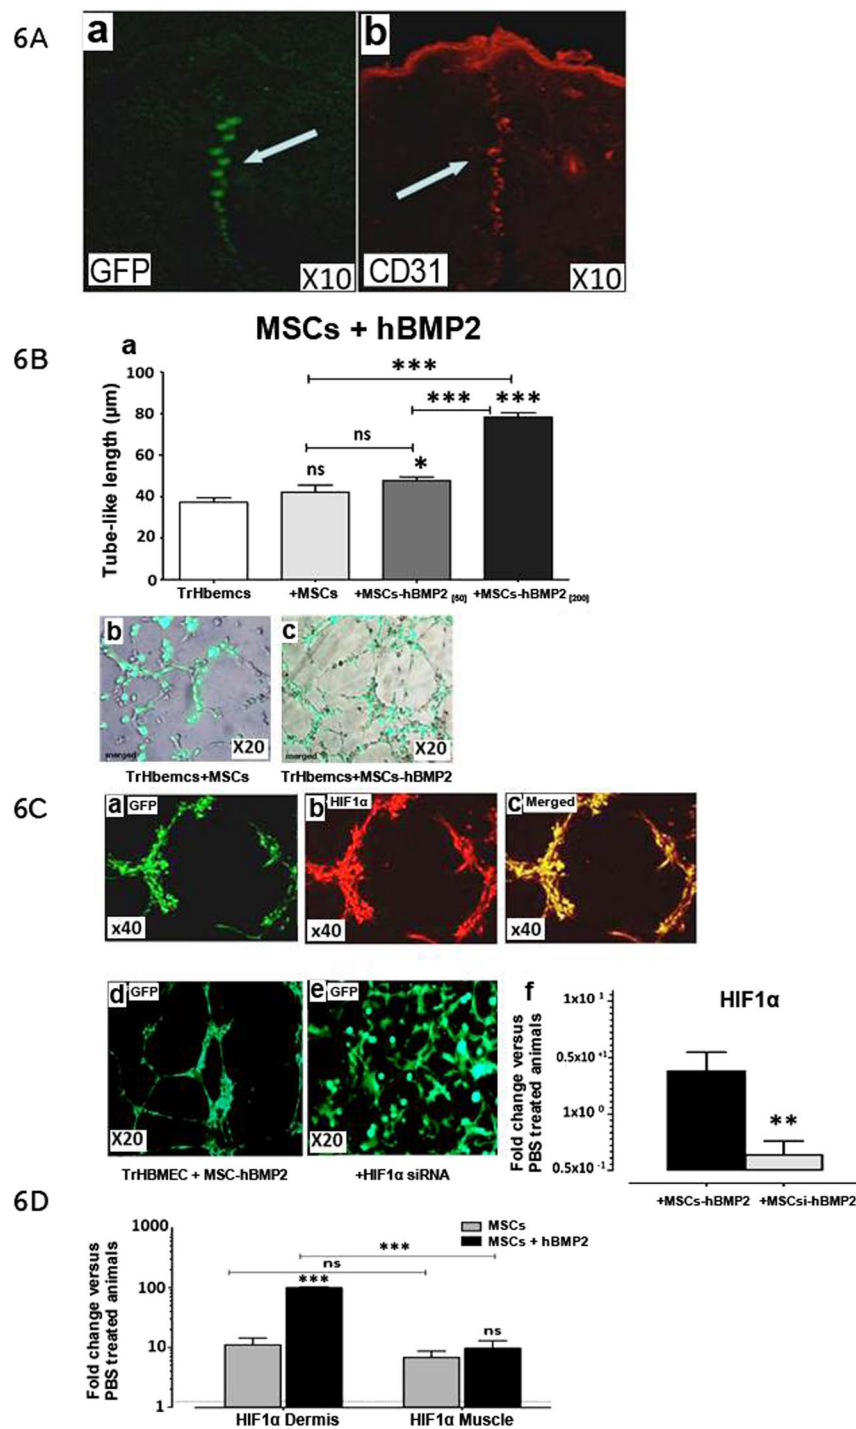 6A
a
b
GFP
X10
CD31
X10
MSCs + hBMP2
6B
a
Tube-like length (µm)
100
80
60
40
20
0
***
***
***
ns
ns
*
TrHbemcs
+MSCs
+MSCs-hBMP2 [50]
+MSCs-hBMP2 [200]
b
merged
X20
TrHbemcs+MSCs
c
merged
X20
TrHbemcs+MSCs-hBMP2
6C
a
GFP
x40
b
HIF1α
x40
c
Merged
x40
d
GFP
X20
TrHBMEC + MSC-hBMP2
e
GFP
X20
+HIF1α siRNA
f
HIF1α
Fold change versus
PBS treated animals
1x10 1
0.5x10 +1
1x10 0
0.5x10 -1
**
+MSCs-hBMP2
+MSCsi-hBMP2
6D
Fold change versus
PBS treated animals
1000
100
10
1
MSCs
MSCs + hBMP2
***
ns
***
ns
HIF1α Dermis
HIF1α Muscle